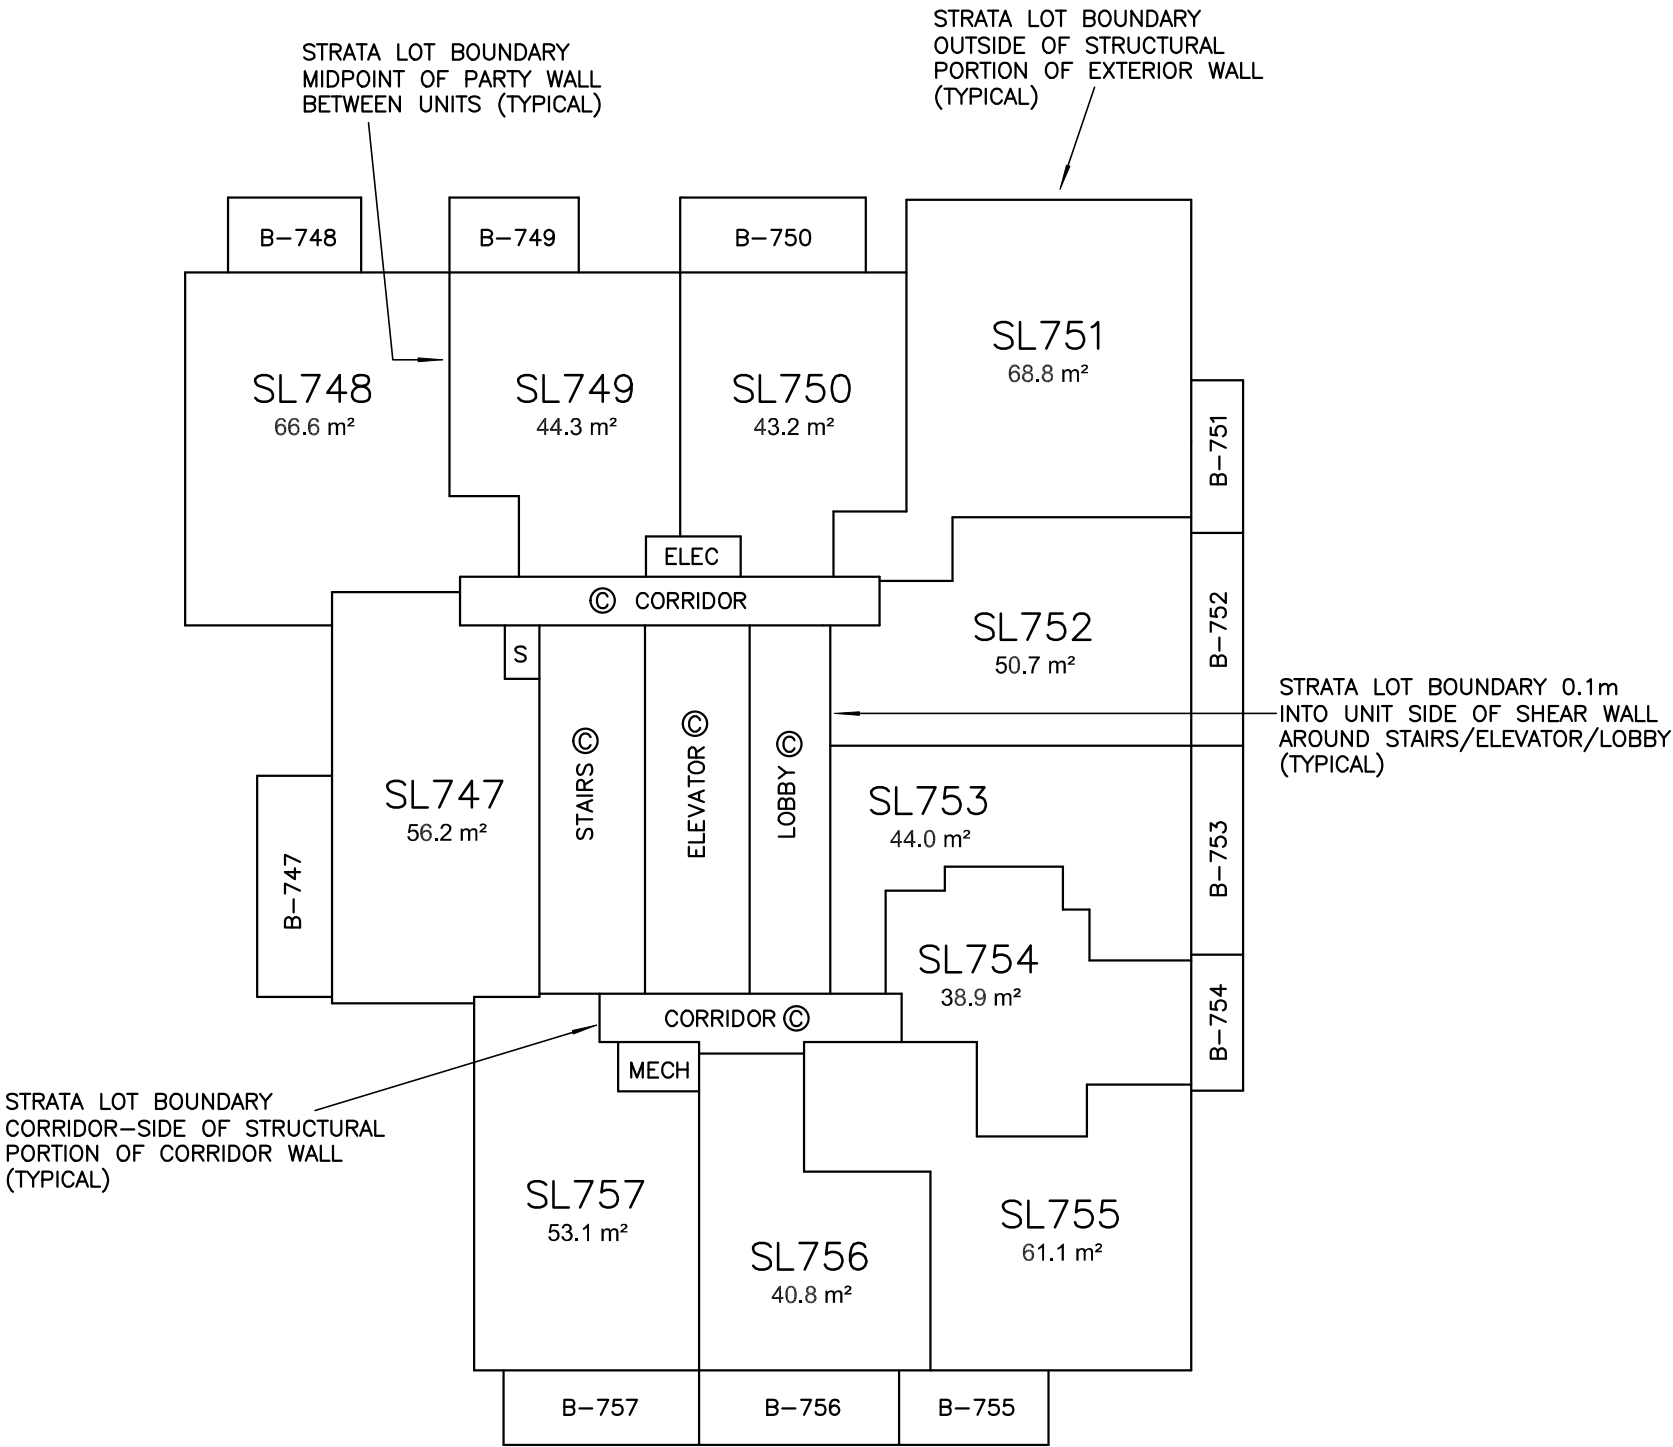 STRATA LOT BOUNDARY
OUTSIDE OF STRUCTURAL
PORTION OF EXTERIOR WALL
(TYPICAL)
STRATA LOT BOUNDARY
MIDPOINT OF PARTY WALL
BETWEEN UNITS (TYPICAL)
B-748
B-749
B-750
SL748
66.6 m²
SL749
44.3 m²
SL750
43.2 m²
SL751
68.8 m²
B-751
ELEC
© CORRIDOR
SL752
50.7 m²
B-752
S
STAIRS ©
ELEVATOR ©
LOBBY ©
STRATA LOT BOUNDARY 0.1m
INTO UNIT SIDE OF SHEAR WALL
AROUND STAIRS/ELEVATOR/LOBBY
(TYPICAL)
SL747
56.2 m²
B-747
SL753
44.0 m²
B-753
SL754
38.9 m²
B-754
CORRIDOR ©
MECH
STRATA LOT BOUNDARY
CORRIDOR-SIDE OF STRUCTURAL
PORTION OF CORRIDOR WALL
(TYPICAL)
SL757
53.1 m²
SL756
40.8 m²
SL755
61.1 m²
B-757
B-756
B-755